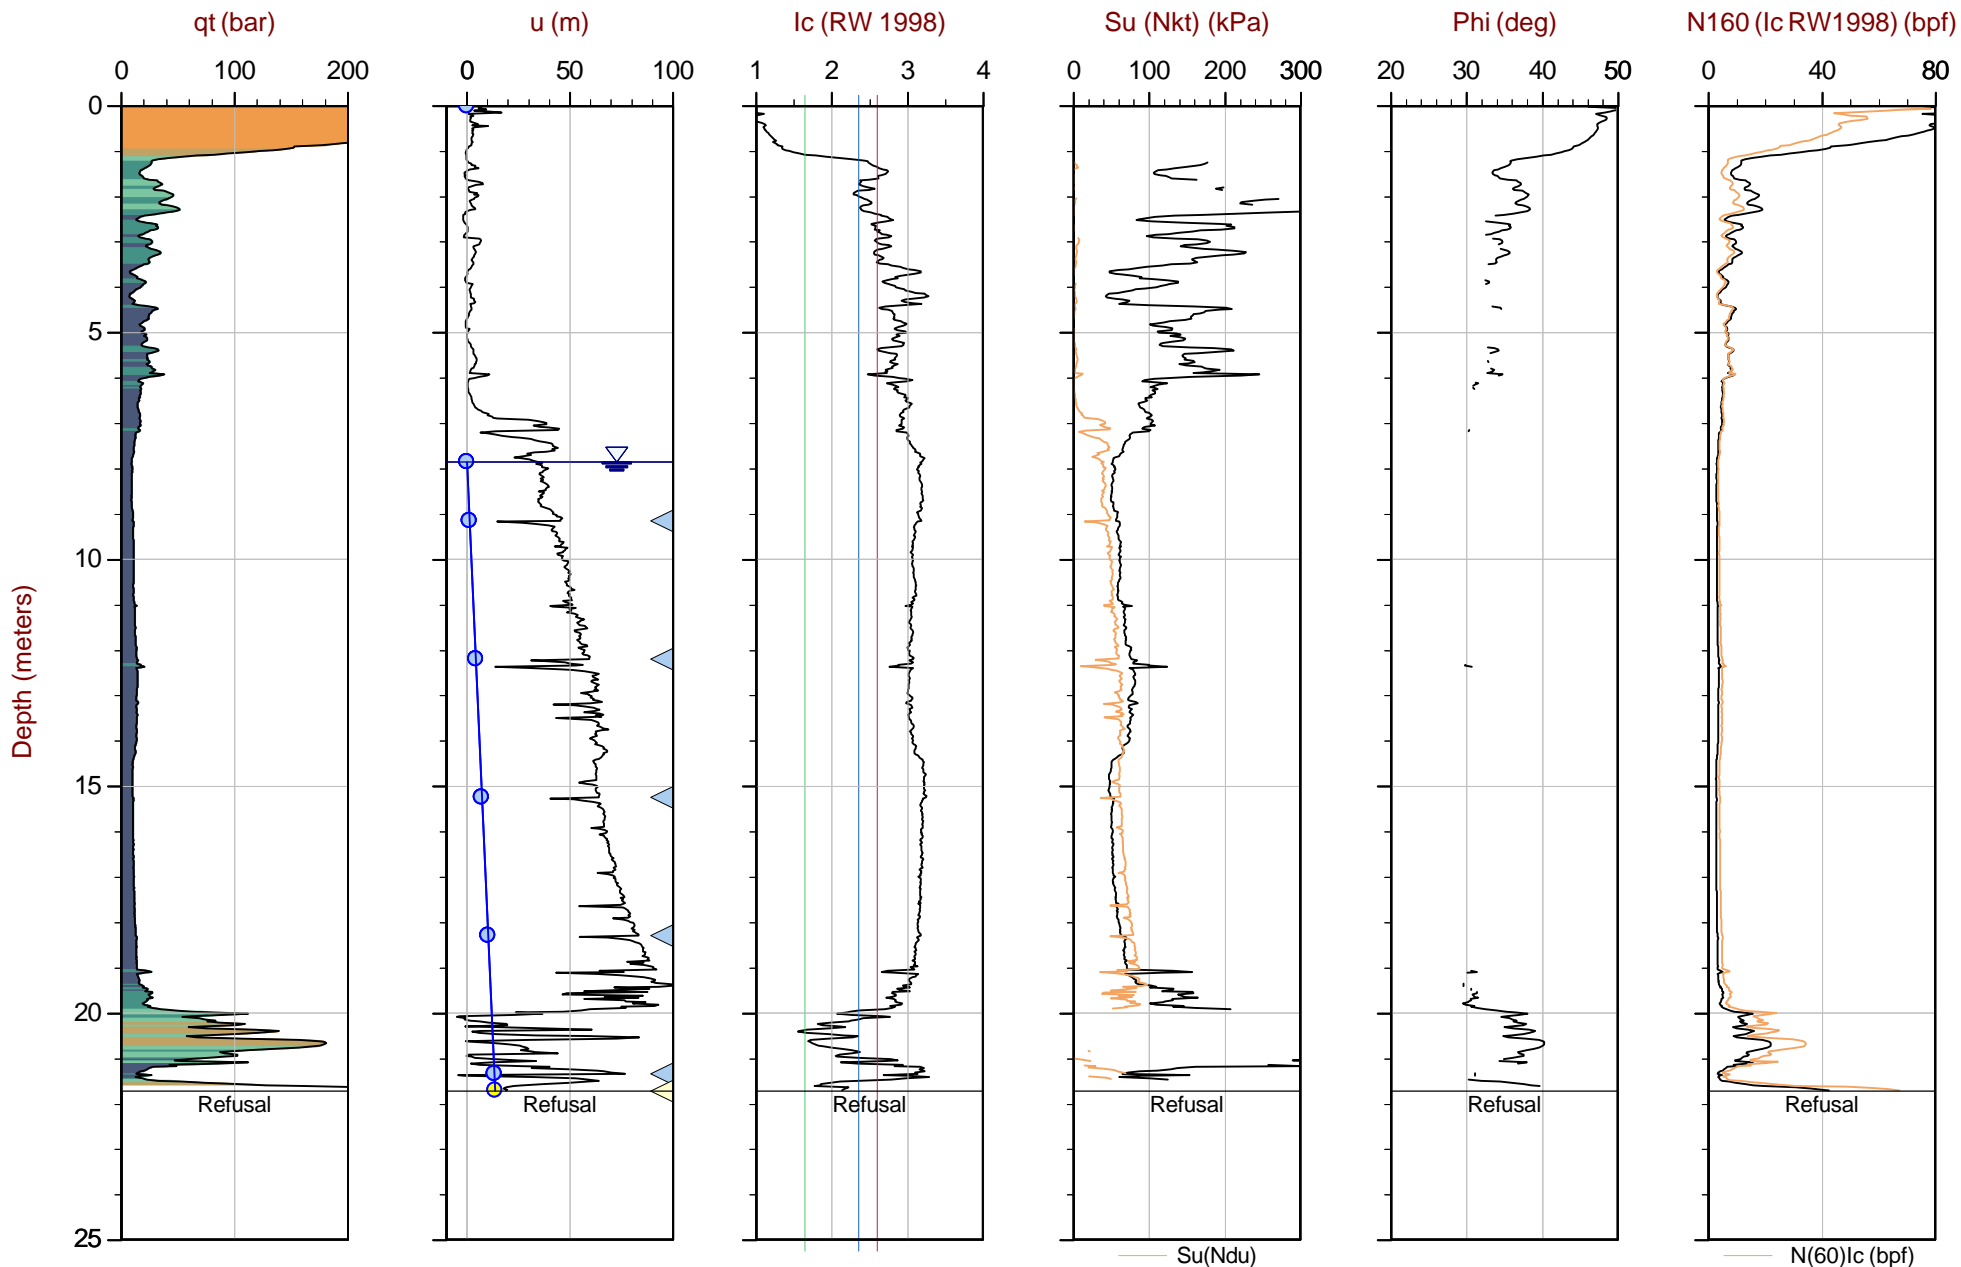 qt (bar) u (m) Ic (RW 1998) Su (Nkt) (kPa) Phi (deg) N160 (Ic RW1998) (bpf)
0 100 200 0 50 100 1 2 3 4 0 100 200 300 20 30 40 50 0 40 80
0
5
10
15
20
25
Depth (meters)
Refusal Refusal Refusal Refusal Refusal Refusal
Su(Ndu) N(60)Ic (bpf)